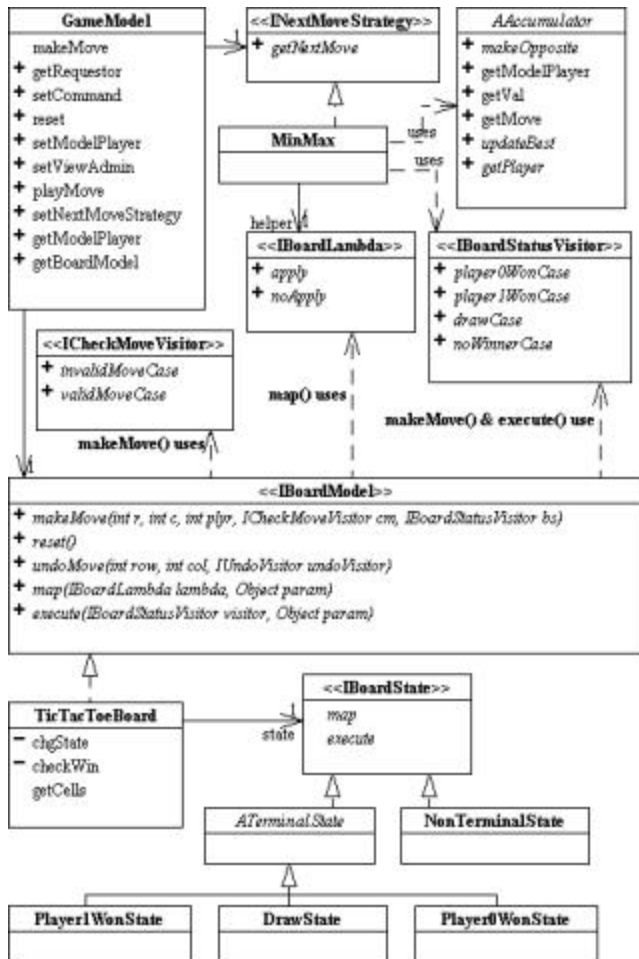 GameModel
makeMove
+ getRequestor
+ setCommand
+ reset
+ setModelPlayer
+ setViewAdmin
+ playMove
+ setNextMoveStrategy
+ getModelPlayer
+ getBoardModel
<<INextMoveStrategy>>
+ getNextMove
AAccumulator
+ makeOpposite
+ getModelPlayer
+ getVal
+ getMove
+ updateBest
+ getPlayer
MinMax
uses
uses
helper 1
<<IBoardLambda>>
+ apply
+ noApply
<<IBoardStatusVisitor>>
+ player0WonCase
+ player1WonCase
+ drawCase
+ noWinnerCase
<<ICheckMoveVisitor>>
+ invalidMoveCase
+ validMoveCase
map() uses
makeMove() & execute() use
makeMove() uses
1
<<IBoardModel>>
+ makeMove(int r, int c, int plyr, ICheckMoveVisitor cm, IBoardStatusVisitor bs)
+ reset()
+ undoMove(int row, int col, IUndoVisitor undoVisitor)
+ map(IBoardLambda lambda, Object param)
+ execute(IBoardStatusVisitor visitor, Object param)
TicTacToeBoard
- chgState
- checkWin
getCells
1
state
<<IBoardState>>
map
execute
ATerminalState
NonTerminalState
Player1WonState
DrawState
Player0WonState